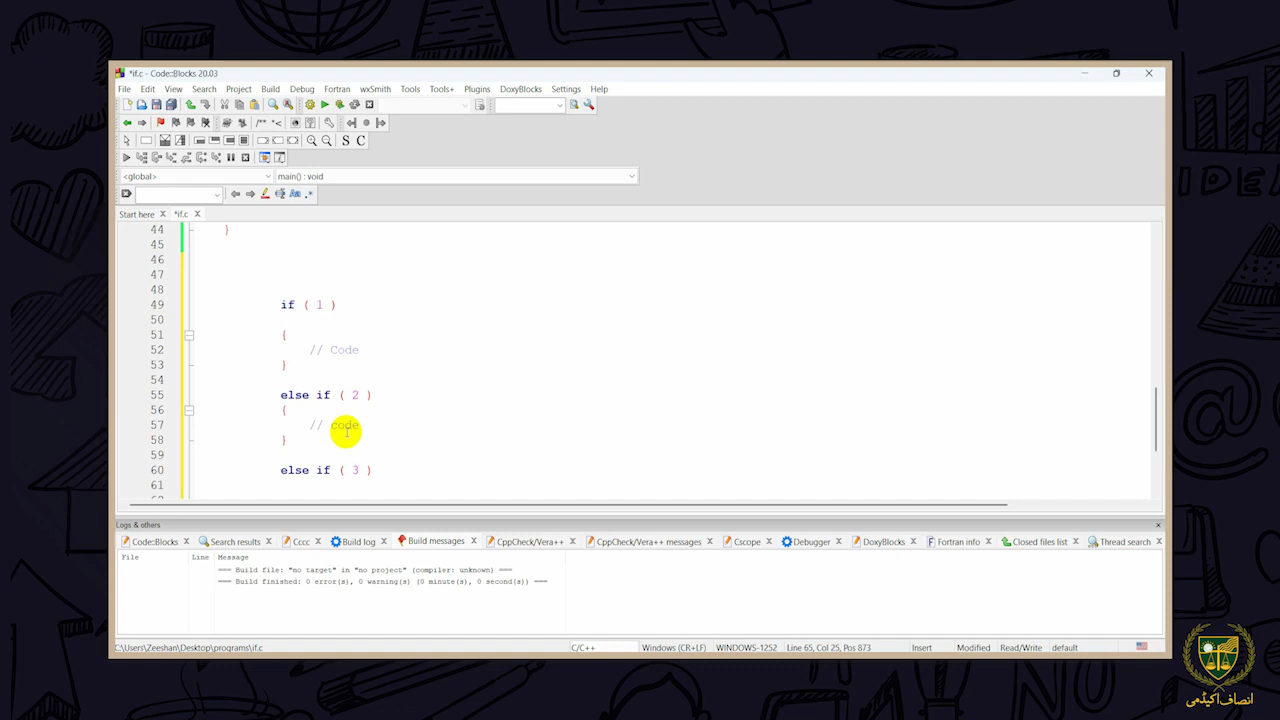 *if.c - Code::Blocks 20.03
File Edit View Search Project Build Debug Fortran wxSmith Tools Tools+ Plugins DoxyBlocks Settings Help
S C
<global> main() : void
Start here *if.c
44 }
45
46
47
48
49 if ( 1 )
50
51 {
52 // Code
53 }
54
55 else if ( 2 )
56 {
57 // code
58 }
59
60 else if ( 3 )
61
Logs & others
Code::Blocks Search results Cccc Build log Build messages CppCheck/Vera++ CppCheck/Vera++ messages Cscope Debugger DoxyBlocks Fortran info Closed files list Thread search
File Line Message
=== Build file: "no target" in "no project" (compiler: unknown) ===
=== Build finished: 0 error(s), 0 warning(s) (0 minute(s), 0 second(s)) ===
C:\Users\Zeeshan\Desktop\programs\if.c C/C++ Windows (CR+LF) WINDOWS-1252 Line 65, Col 25, Pos 873 Insert Modified Read/Write default
IDEA
انصاف اکیڈمی